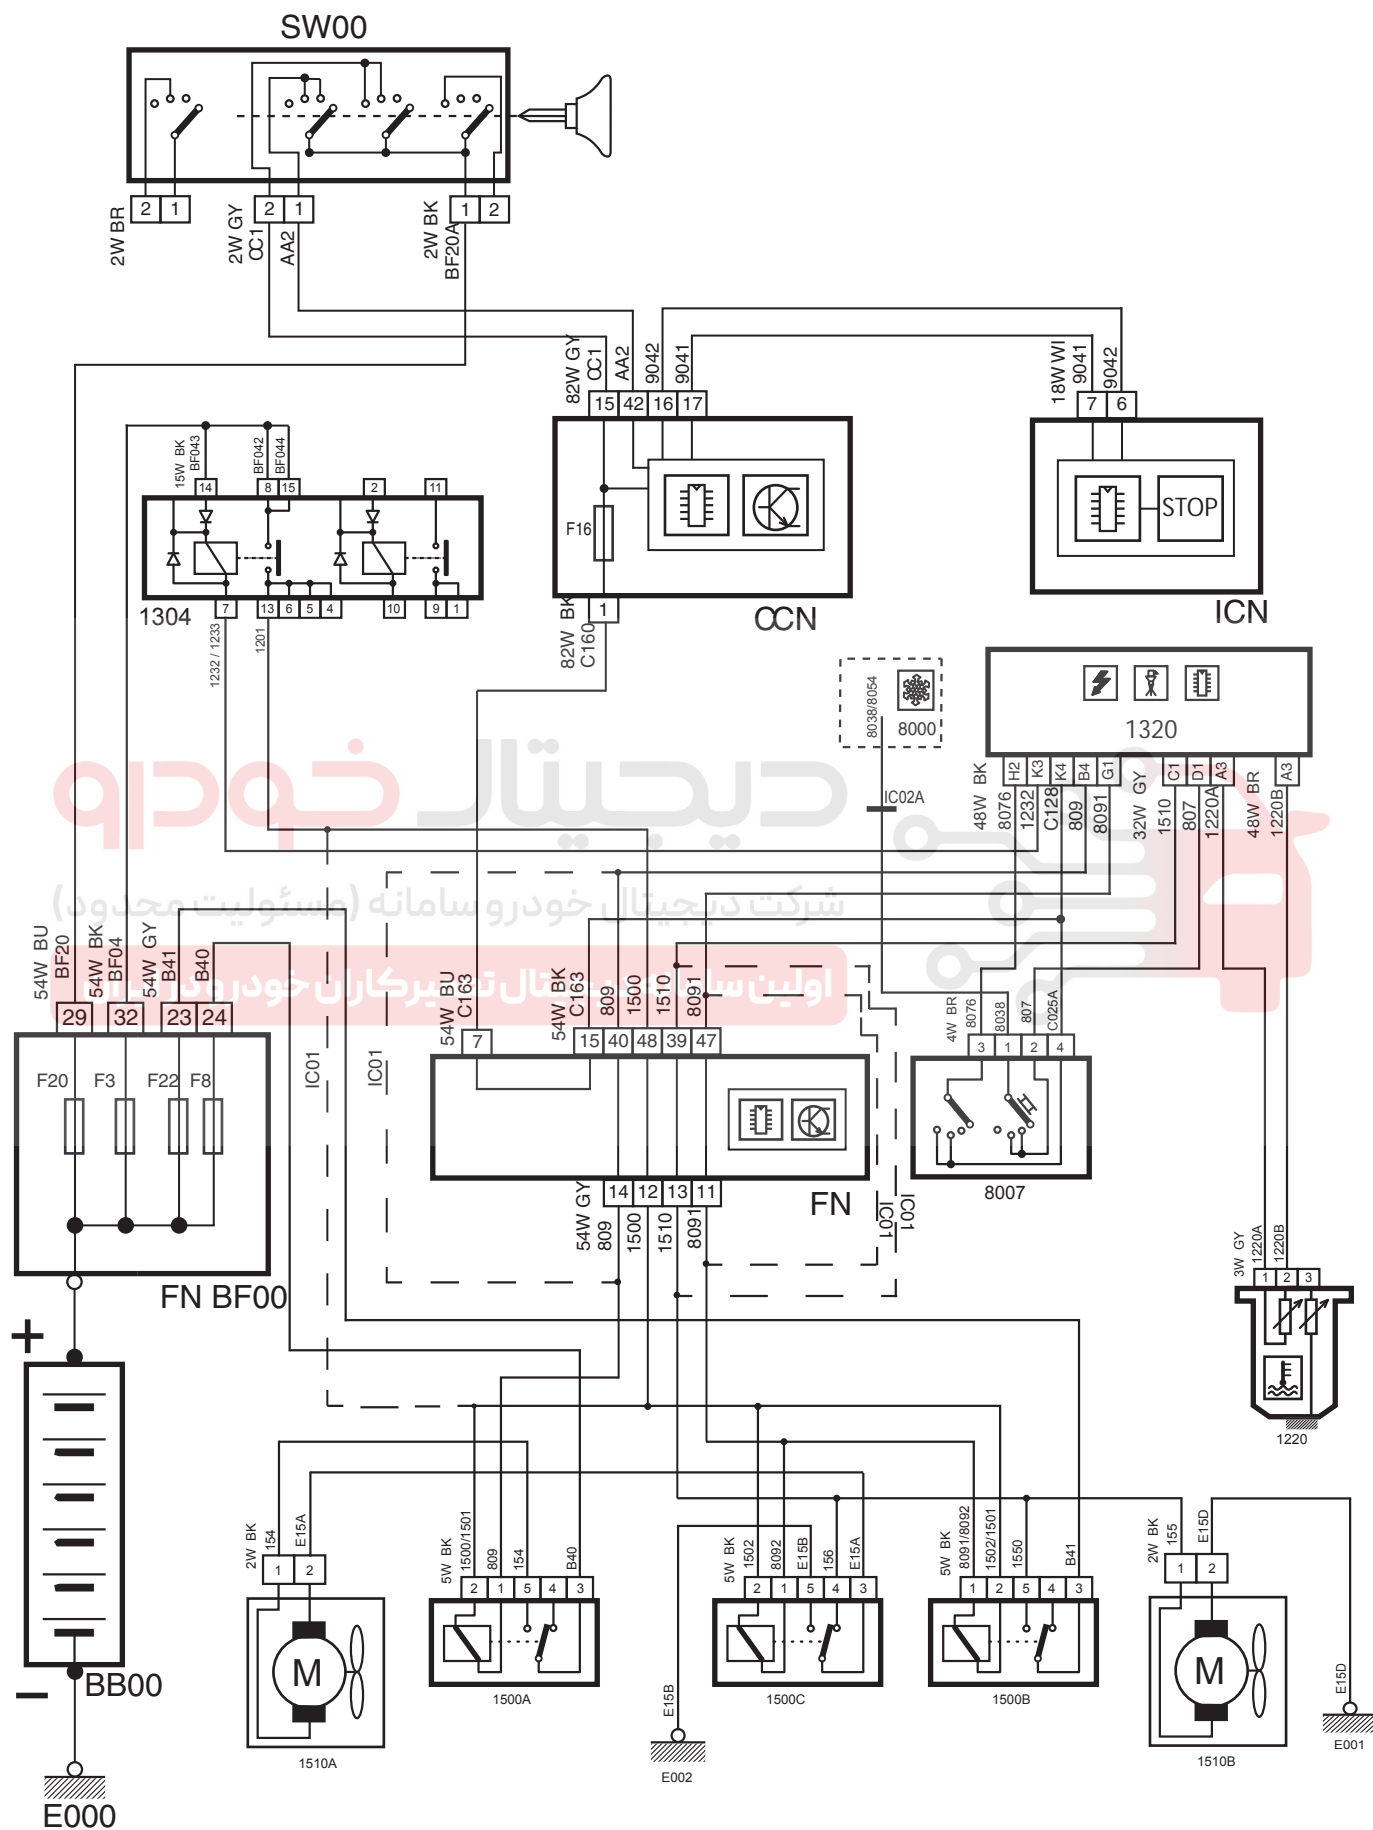 SW00
2 1 2 1 1 2
2W BR
2W GY
CC1
AA2
2W BK
BF20A
82W GY
CC1
AA2
9042
9041
18W WI
9041
9042
15 42 16 17
7 6
15W BK
BF043
BF042
BF044
14 8 15 2 11
F16
STOP
7 13 6 5 4 10 9 1
1304
1
CCN
ICN
1232 / 1233
1201
82W BK
C160
8038/8054
8000
1320
H2 K3 K4 B4 G1 C1 D1 A3 A3
48W BK
8076
1232
C128
809
8091
32W GY
1510
807
1220A
48W BR
1220B
IC02A
دیجیتال خودرو
شرکت دیجیتال خودرو سامانه (مسئولیت محدود)
اولین سامانه دیجیتال تعمیرکاران خودرو در ایران
54W BU
BF20
54W BK
BF04
54W GY
B41
B40
29 32 23 24
F20 F3 F22 F8
FN BF00
IC01
IC01
54W BU
C163
54W BK
C163
809
1500
1510
8091
7 15 40 48 39 47
FN
14 12 13 11
54W GY
809
1500
1510
8091
IC01
IC01
4W BR
8076
8038
807
C025A
3 1 2 4
8007
3W GY
1220A
1220B
1 2 3
1220
+
−
BB00
E000
2W BK
154
E15A
1 2
M
1510A
5W BK
1500/1501
809
154
B40
2 1 5 4 3
1500A
E15B
E002
5W BK
1502
8092
E15B
156
E15A
2 1 5 4 3
1500C
5W BK
8091/8092
1502/1501
1550
B41
1 2 5 4 3
1500B
2W BK
155
E15D
1 2
M
1510B
E15D
E001